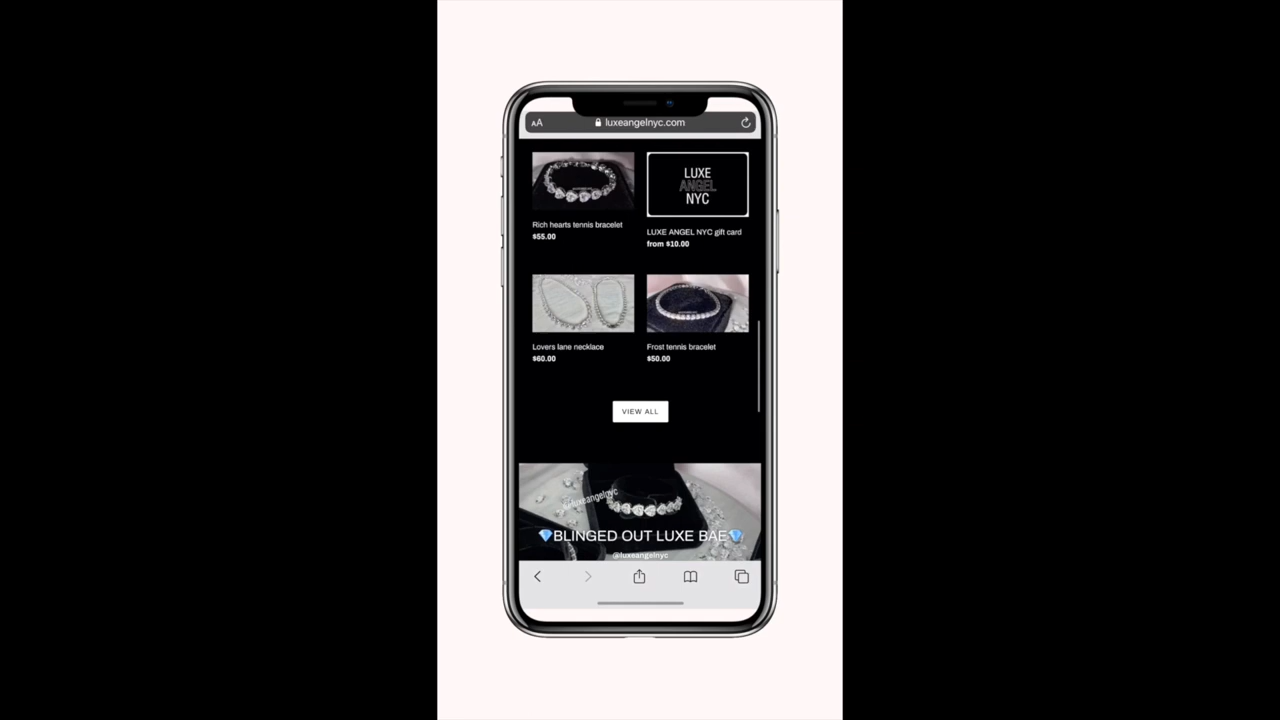 AA luxeangelnyc.com
LUXE
ANGEL
NYC
Rich hearts tennis bracelet
$55.00
LUXE ANGEL NYC gift card
from $10.00
Lovers lane necklace
$60.00
Frost tennis bracelet
$50.00
VIEW ALL
@luxeangelnyc
💎BLINGED OUT LUXE BAE💎
@luxeangelnyc